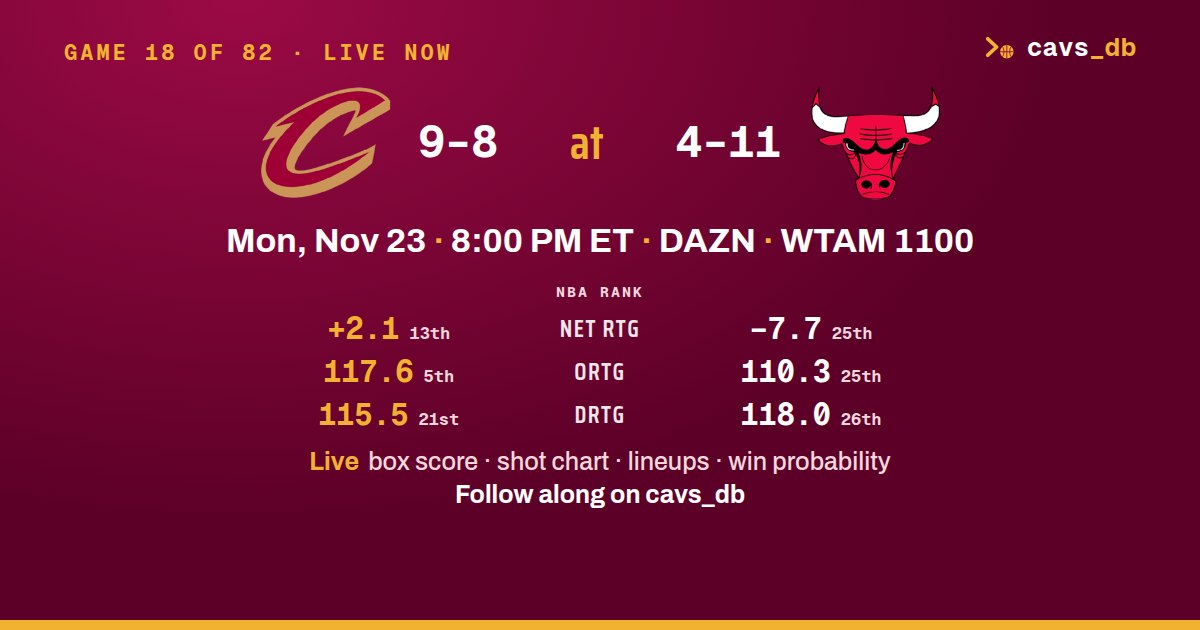 GAME 18 OF 82 · LIVE NOW
cavs_db
9–8 at 4–11
Mon, Nov 23 · 8:00 PM ET · DAZN · WTAM 1100
NBA RANK
+2.1 13th NET RTG −7.7 25th
117.6 5th ORTG 110.3 25th
115.5 21st DRTG 118.0 26th
Live box score · shot chart · lineups · win probability
Follow along on cavs_db